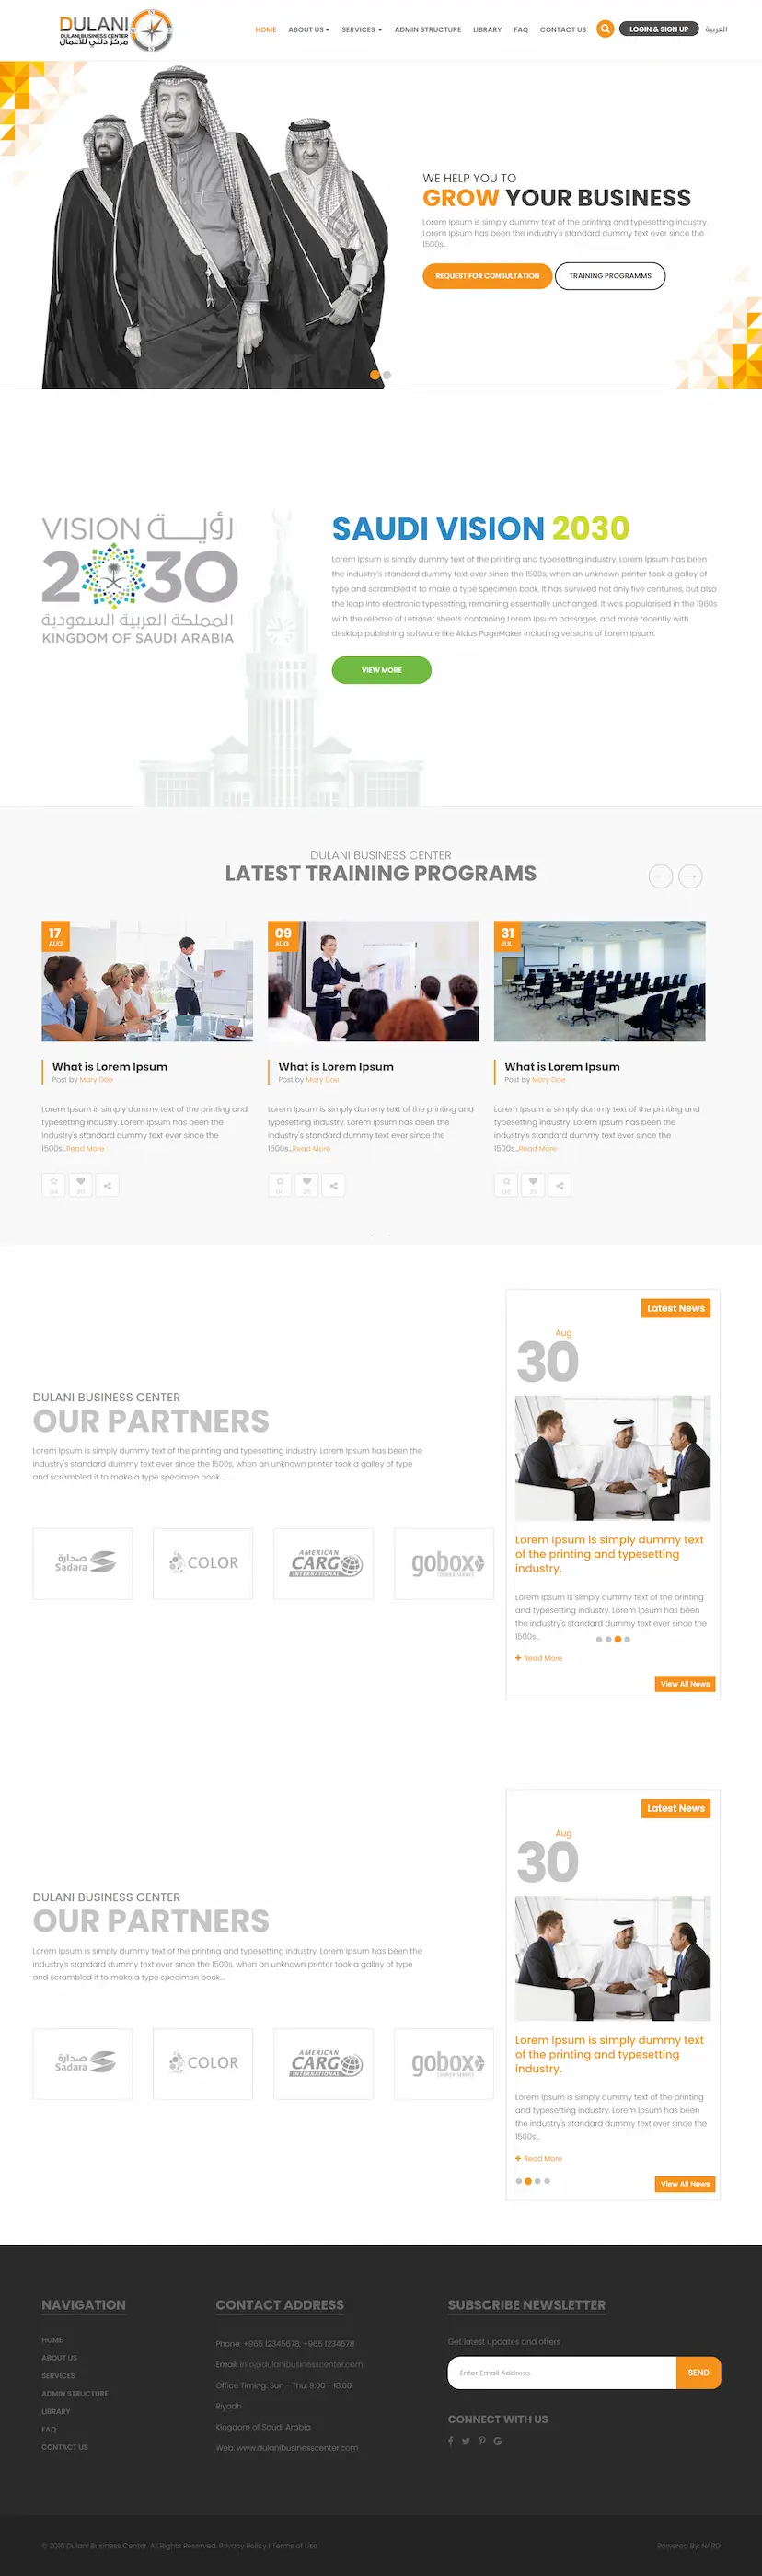 DULANI
DULANI BUSINESS CENTER
مركز دلني للأعمال
HOME ABOUT US SERVICES ADMIN STRUCTURE LIBRARY FAQ CONTACT US LOGIN & SIGN UP العربية
WE HELP YOU TO
GROW YOUR BUSINESS
Lorem Ipsum is simply dummy text of the printing and typesetting industry.
Lorem Ipsum has been the industry's standard dummy text ever since the
1500s..
REQUEST FOR CONSULTATION TRAINING PROGRAMMS
VISION رؤية
2030
المملكة العربية السعودية
KINGDOM OF SAUDI ARABIA
SAUDI VISION 2030
Lorem Ipsum is simply dummy text of the printing and typesetting industry. Lorem Ipsum has been
the industry's standard dummy text ever since the 1500s, when an unknown printer took a galley of
type and scrambled it to make a type specimen book. It has survived not only five centuries, but also
the leap into electronic typesetting, remaining essentially unchanged. It was popularised in the 1960s
with the release of Letraset sheets containing Lorem Ipsum passages, and more recently with
desktop publishing software like Aldus PageMaker including versions of Lorem Ipsum.
VIEW MORE
DULANI BUSINESS CENTER
LATEST TRAINING PROGRAMS
17
AUG
What is Lorem Ipsum
Post by Mary Doe
Lorem Ipsum is simply dummy text of the printing and
typesetting industry. Lorem Ipsum has been the
industry's standard dummy text ever since the
1500s...Read More
09
AUG
What is Lorem Ipsum
Post by Mary Doe
Lorem Ipsum is simply dummy text of the printing and
typesetting industry. Lorem Ipsum has been the
industry's standard dummy text ever since the
1500s...Read More
31
JUL
What is Lorem Ipsum
Post by Mary Doe
Lorem Ipsum is simply dummy text of the printing and
typesetting industry. Lorem Ipsum has been the
industry's standard dummy text ever since the
1500s...Read More
DULANI BUSINESS CENTER
OUR PARTNERS
Lorem Ipsum is simply dummy text of the printing and typesetting industry. Lorem Ipsum has been the
industry's standard dummy text ever since the 1500s, when an unknown printer took a galley of type
and scrambled it to make a type specimen book...
صدارة
Sadara
COLOR
AMERICAN
CARGO
INTERNATIONAL
gobox
Latest News
Aug
30
Lorem Ipsum is simply dummy text
of the printing and typesetting
industry.
Lorem Ipsum is simply dummy text of the printing
and typesetting industry. Lorem Ipsum has been
the industry's standard dummy text ever since the
1500s...
+ Read More
View All News
DULANI BUSINESS CENTER
OUR PARTNERS
Lorem Ipsum is simply dummy text of the printing and typesetting industry. Lorem Ipsum has been the
industry's standard dummy text ever since the 1500s, when an unknown printer took a galley of type
and scrambled it to make a type specimen book...
صدارة
Sadara
COLOR
AMERICAN
CARGO
INTERNATIONAL
gobox
Latest News
Aug
30
Lorem Ipsum is simply dummy text
of the printing and typesetting
industry.
Lorem Ipsum is simply dummy text of the printing
and typesetting industry. Lorem Ipsum has been
the industry's standard dummy text ever since the
1500s...
+ Read More
View All News
NAVIGATION
HOME
ABOUT US
SERVICES
ADMIN STRUCTURE
LIBRARY
FAQ
CONTACT US
CONTACT ADDRESS
Phone: +965 12345678, +965 1234578
Email: info@dulanibusinesscenter.com
Office Timing: Sun - Thu: 9:00 - 18:00
Riyadh
Kingdom of Saudi Arabia
Web: www.dulanibusinesscenter.com
SUBSCRIBE NEWSLETTER
Get latest updates and offers
Enter Email Address SEND
CONNECT WITH US
© 2016 Dulani Business Center. All Rights Reserved. Privacy Policy | Terms of Use
Powered By: NARD